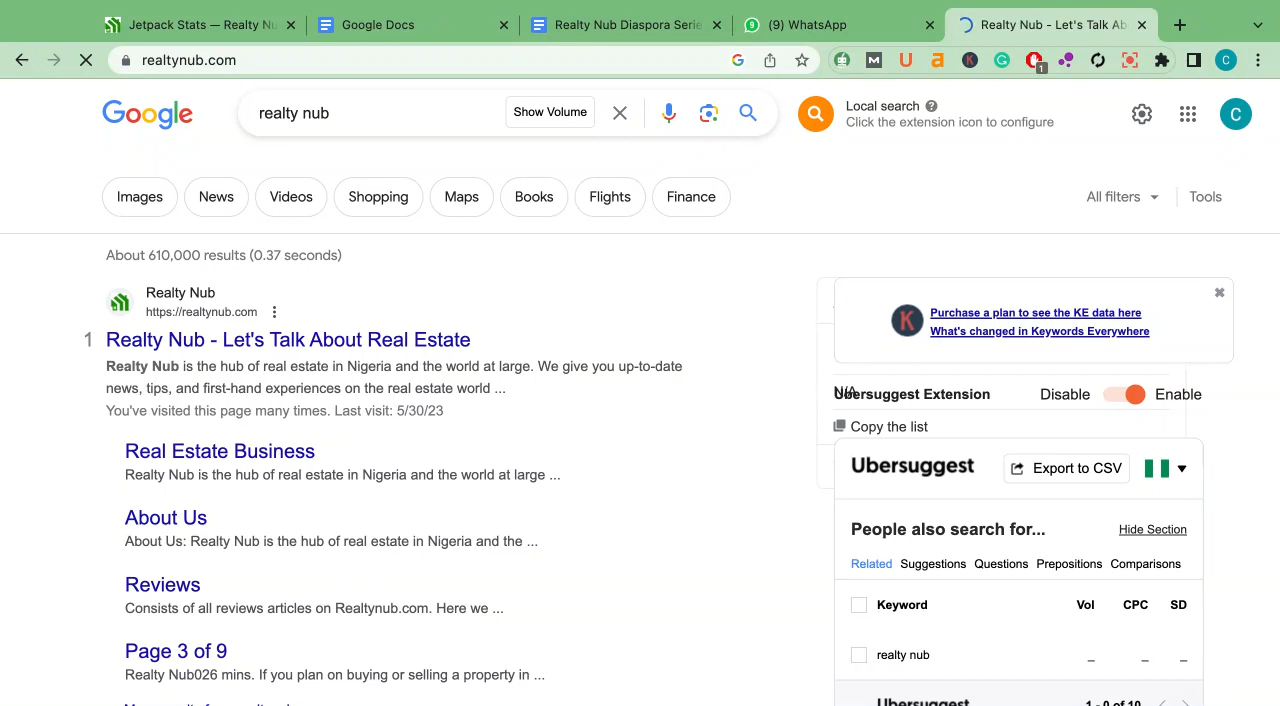 Jetpack Stats — Realty Nu
Google Docs
Realty Nub Diaspora Serie
(9) WhatsApp
Realty Nub - Let's Talk Ab
realtynub.com
1
C
Google
realty nub
Show Volume
Local search
Click the extension icon to configure
C
Images
News
Videos
Shopping
Maps
Books
Flights
Finance
All filters
Tools
About 610,000 results (0.37 seconds)
Realty Nub
https://realtynub.com
1 Realty Nub - Let's Talk About Real Estate
Realty Nub is the hub of real estate in Nigeria and the world at large. We give you up-to-date
news, tips, and first-hand experiences on the real estate world ...
You've visited this page many times. Last visit: 5/30/23
Real Estate Business
Realty Nub is the hub of real estate in Nigeria and the world at large ...
About Us
About Us: Realty Nub is the hub of real estate in Nigeria and the ...
Reviews
Consists of all reviews articles on Realtynub.com. Here we ...
Page 3 of 9
Realty Nub026 mins. If you plan on buying or selling a property in ...
K
Purchase a plan to see the KE data here
What's changed in Keywords Everywhere
N/A
Ubersuggest Extension
Disable
Enable
Copy the list
Ubersuggest
Export to CSV
People also search for...
Hide Section
Related Suggestions Questions Prepositions Comparisons
Keyword Vol CPC SD
realty nub – – –
Ubersuggest
1 - 0 of 10